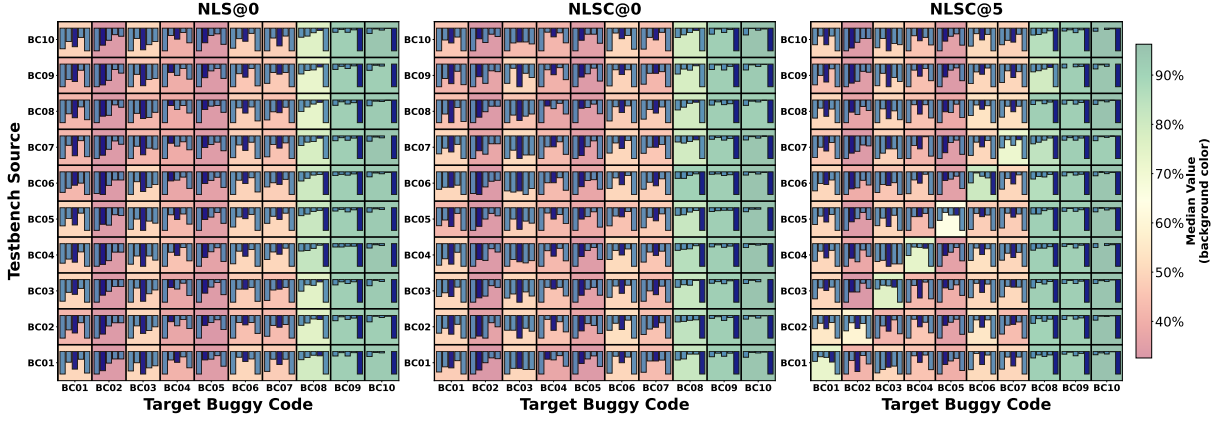 NLS@0
NLSC@0
NLSC@5
Testbench Source
BC10
BC09
BC08
BC07
BC06
BC05
BC04
BC03
BC02
BC01
BC01 BC02 BC03 BC04 BC05 BC06 BC07 BC08 BC09 BC10
Target Buggy Code
BC10
BC09
BC08
BC07
BC06
BC05
BC04
BC03
BC02
BC01
BC01 BC02 BC03 BC04 BC05 BC06 BC07 BC08 BC09 BC10
Target Buggy Code
BC10
BC09
BC08
BC07
BC06
BC05
BC04
BC03
BC02
BC01
BC01 BC02 BC03 BC04 BC05 BC06 BC07 BC08 BC09 BC10
Target Buggy Code
90%
80%
70%
60%
50%
40%
Median Value
(background color)